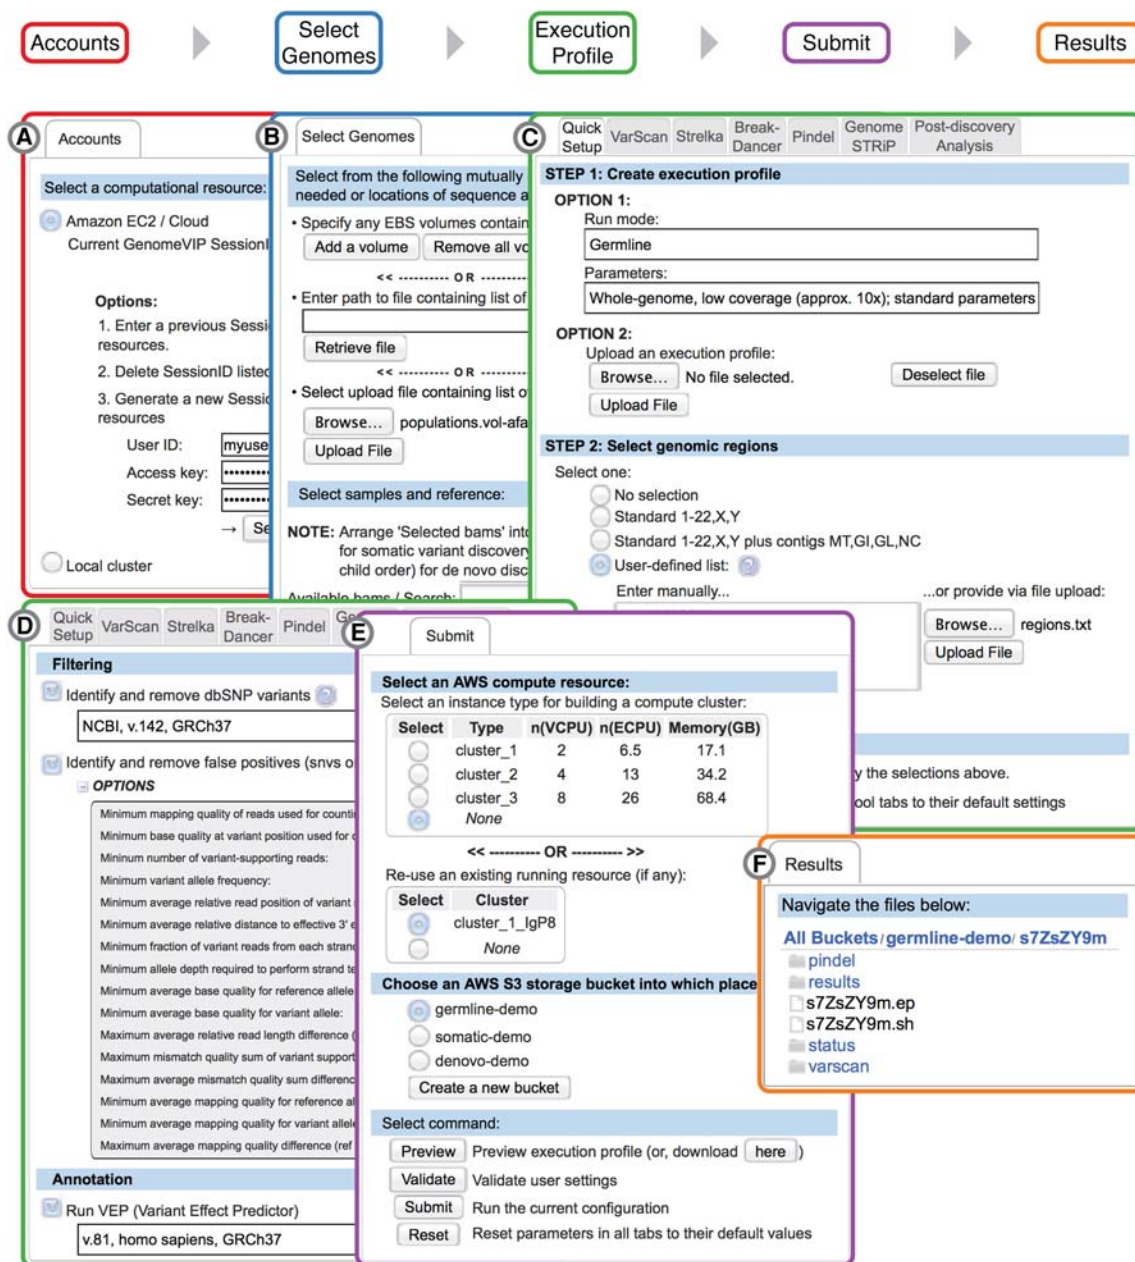 Accounts
Select
Genomes
Execution
Profile
Submit
Results
A
Accounts
Select a computational resource:
Amazon EC2 / Cloud
Current GenomeVIP SessionI
Options:
1. Enter a previous Sessi
resources.
2. Delete SessionID listed
3. Generate a new Sessi
resources
User ID: myuse
Access key: ••••••••
Secret key: ••••••••
→ Se
Local cluster
B
Select Genomes
Select from the following mutually
needed or locations of sequence a
• Specify any EBS volumes contain
Add a volume Remove all vo
<< ---------- OR ----------
• Enter path to file containing list of
Retrieve file
<< ---------- OR ----------
• Select upload file containing list o
Browse... populations.vol-afa
Upload File
Select samples and reference:
NOTE: Arrange 'Selected bams' into
for somatic variant discovery
child order) for de novo disc
Available bams / Search:
C
Quick Setup VarScan Strelka Break-Dancer Pindel Genome STRiP Post-discovery Analysis
STEP 1: Create execution profile
OPTION 1:
Run mode:
Germline
Parameters:
Whole-genome, low coverage (approx. 10x); standard parameters
OPTION 2:
Upload an execution profile:
Browse... No file selected. Deselect file
Upload File
STEP 2: Select genomic regions
Select one:
No selection
Standard 1-22,X,Y
Standard 1-22,X,Y plus contigs MT,GI,GL,NC
User-defined list: ?
Enter manually... ...or provide via file upload:
Browse... regions.txt
Upload File
y the selections above.
ool tabs to their default settings
D
Quick Setup VarScan Strelka Break-Dancer Pindel Ge
Filtering
Identify and remove dbSNP variants ?
NCBI, v.142, GRCh37
Identify and remove false positives (snvs o
OPTIONS
Minimum mapping quality of reads used for counti
Minimum base quality at variant position used for c
Mininum number of variant-supporting reads:
Minimum variant allele frequency:
Minimum average relative read position of variant
Minimum average relative distance to effective 3' e
Minimum fraction of variant reads from each stran
Minimum allele depth required to perform strand te
Minimum average base quality for reference allele
Minimum average base quality for variant allele:
Maximum average relative read length difference (
Maximum mismatch quality sum of variant support
Maximum average mismatch quality sum differenc
Minimum average mapping quality for reference al
Minimum average mapping quality for variant allel
Maximum average mapping quality difference (ref
Annotation
Run VEP (Variant Effect Predictor)
v.81, homo sapiens, GRCh37
E
Submit
Select an AWS compute resource:
Select an instance type for building a compute cluster:
Select Type n(VCPU) n(ECPU) Memory(GB)
cluster_1 2 6.5 17.1
cluster_2 4 13 34.2
cluster_3 8 26 68.4
None
<< ---------- OR ---------- >>
Re-use an existing running resource (if any):
Select Cluster
cluster_1_IgP8
None
Choose an AWS S3 storage bucket into which place
germline-demo
somatic-demo
denovo-demo
Create a new bucket
Select command:
Preview Preview execution profile (or, download here )
Validate Validate user settings
Submit Run the current configuration
Reset Reset parameters in all tabs to their default values
F
Results
Navigate the files below:
All Buckets/germline-demo/ s7ZsZY9m
pindel
results
s7ZsZY9m.ep
s7ZsZY9m.sh
status
varscan